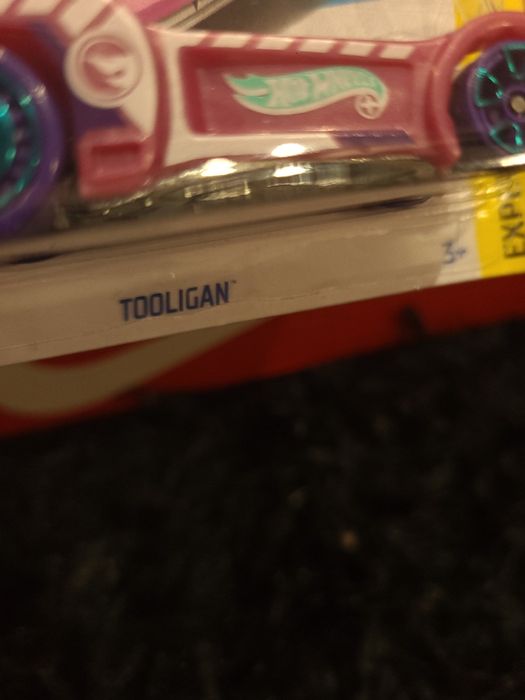 HOT WHEELS
3+
EXP
TOOLIGAN™